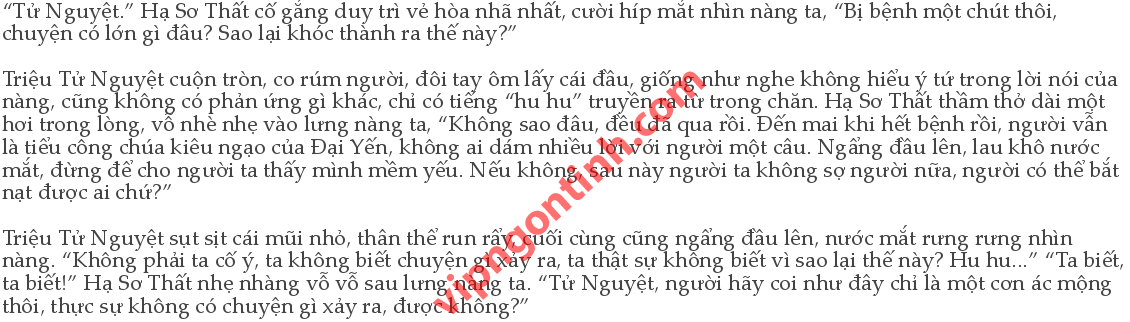 “Tử Nguyệt.” Hạ Sơ Thất cố gắng duy trì vẻ hòa nhã nhất, cười híp mắt nhìn nàng ta, “Bị bệnh một chút thôi,
chuyện có lớn gì đâu? Sao lại khóc thành ra thế này?”
Triệu Tử Nguyệt cuộn tròn, co rúm người, đôi tay ôm lấy cái đầu, giống như nghe không hiểu ý tứ trong lời nói của
nàng, cũng không có phản ứng gì khác, chỉ có tiếng “hu hu” truyền ra từ trong chăn. Hạ Sơ Thất thầm thở dài một
hơi trong lòng, vỗ nhè nhẹ vào lưng nàng ta, “Không sao đâu, đều đã qua rồi. Đến mai khi hết bệnh rồi, người vẫn
là tiểu công chúa kiêu ngạo của Đại Yến, không ai dám nhiều lời với người một câu. Ngẩng đầu lên, lau khô nước
mắt, đừng để cho người ta thấy mình mềm yếu. Nếu không, sau này người ta không sợ người nữa, người có thể bắt
nạt được ai chứ?”
Triệu Tử Nguyệt sụt sịt cái mũi nhỏ, thân thể run rẩy, cuối cùng cũng ngẩng đầu lên, nước mắt rưng rưng nhìn
nàng. “Không phải ta cố ý, ta không biết chuyện gì xảy ra, ta thật sự không biết vì sao lại thế này? Hu hu...” “Ta biết,
ta biết!” Hạ Sơ Thất nhẹ nhàng vỗ vỗ sau lưng nàng ta. “Tử Nguyệt, người hãy coi như đây chỉ là một cơn ác mộng
thôi, thực sự không có chuyện gì xảy ra, được không?”
vipngontinh.com